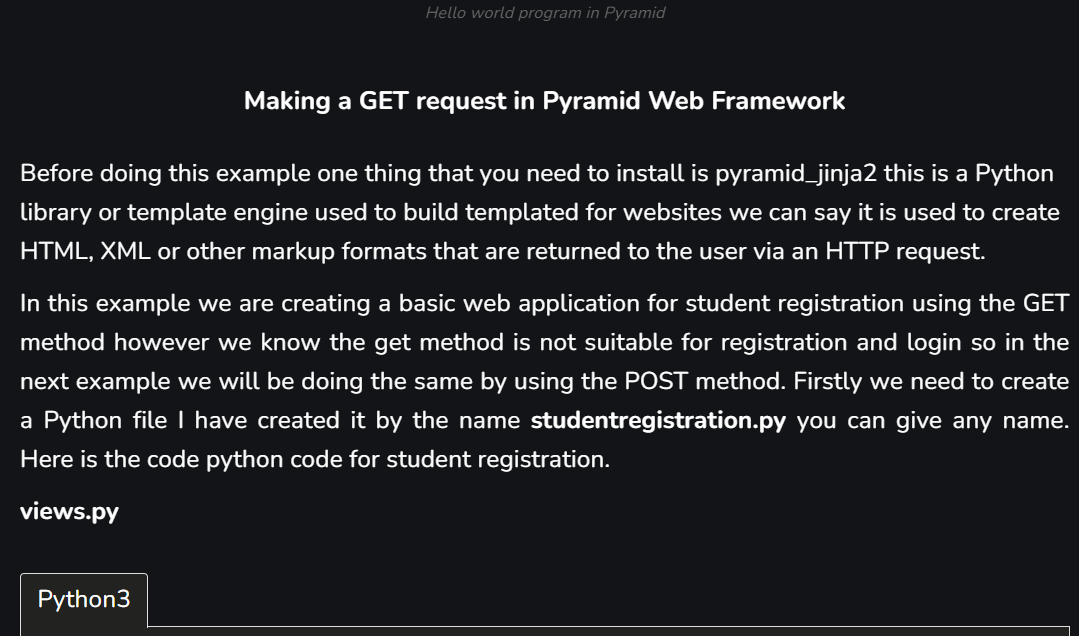 Hello world program in Pyramid
Making a GET request in Pyramid Web Framework
Before doing this example one thing that you need to install is pyramid_jinja2 this is a Python
library or template engine used to build templated for websites we can say it is used to create
HTML, XML or other markup formats that are returned to the user via an HTTP request.
In this example we are creating a basic web application for student registration using the GET
method however we know the get method is not suitable for registration and login so in the
next example we will be doing the same by using the POST method. Firstly we need to create
a Python file I have created it by the name studentregistration.py you can give any name.
Here is the code python code for student registration.
views.py
Python3